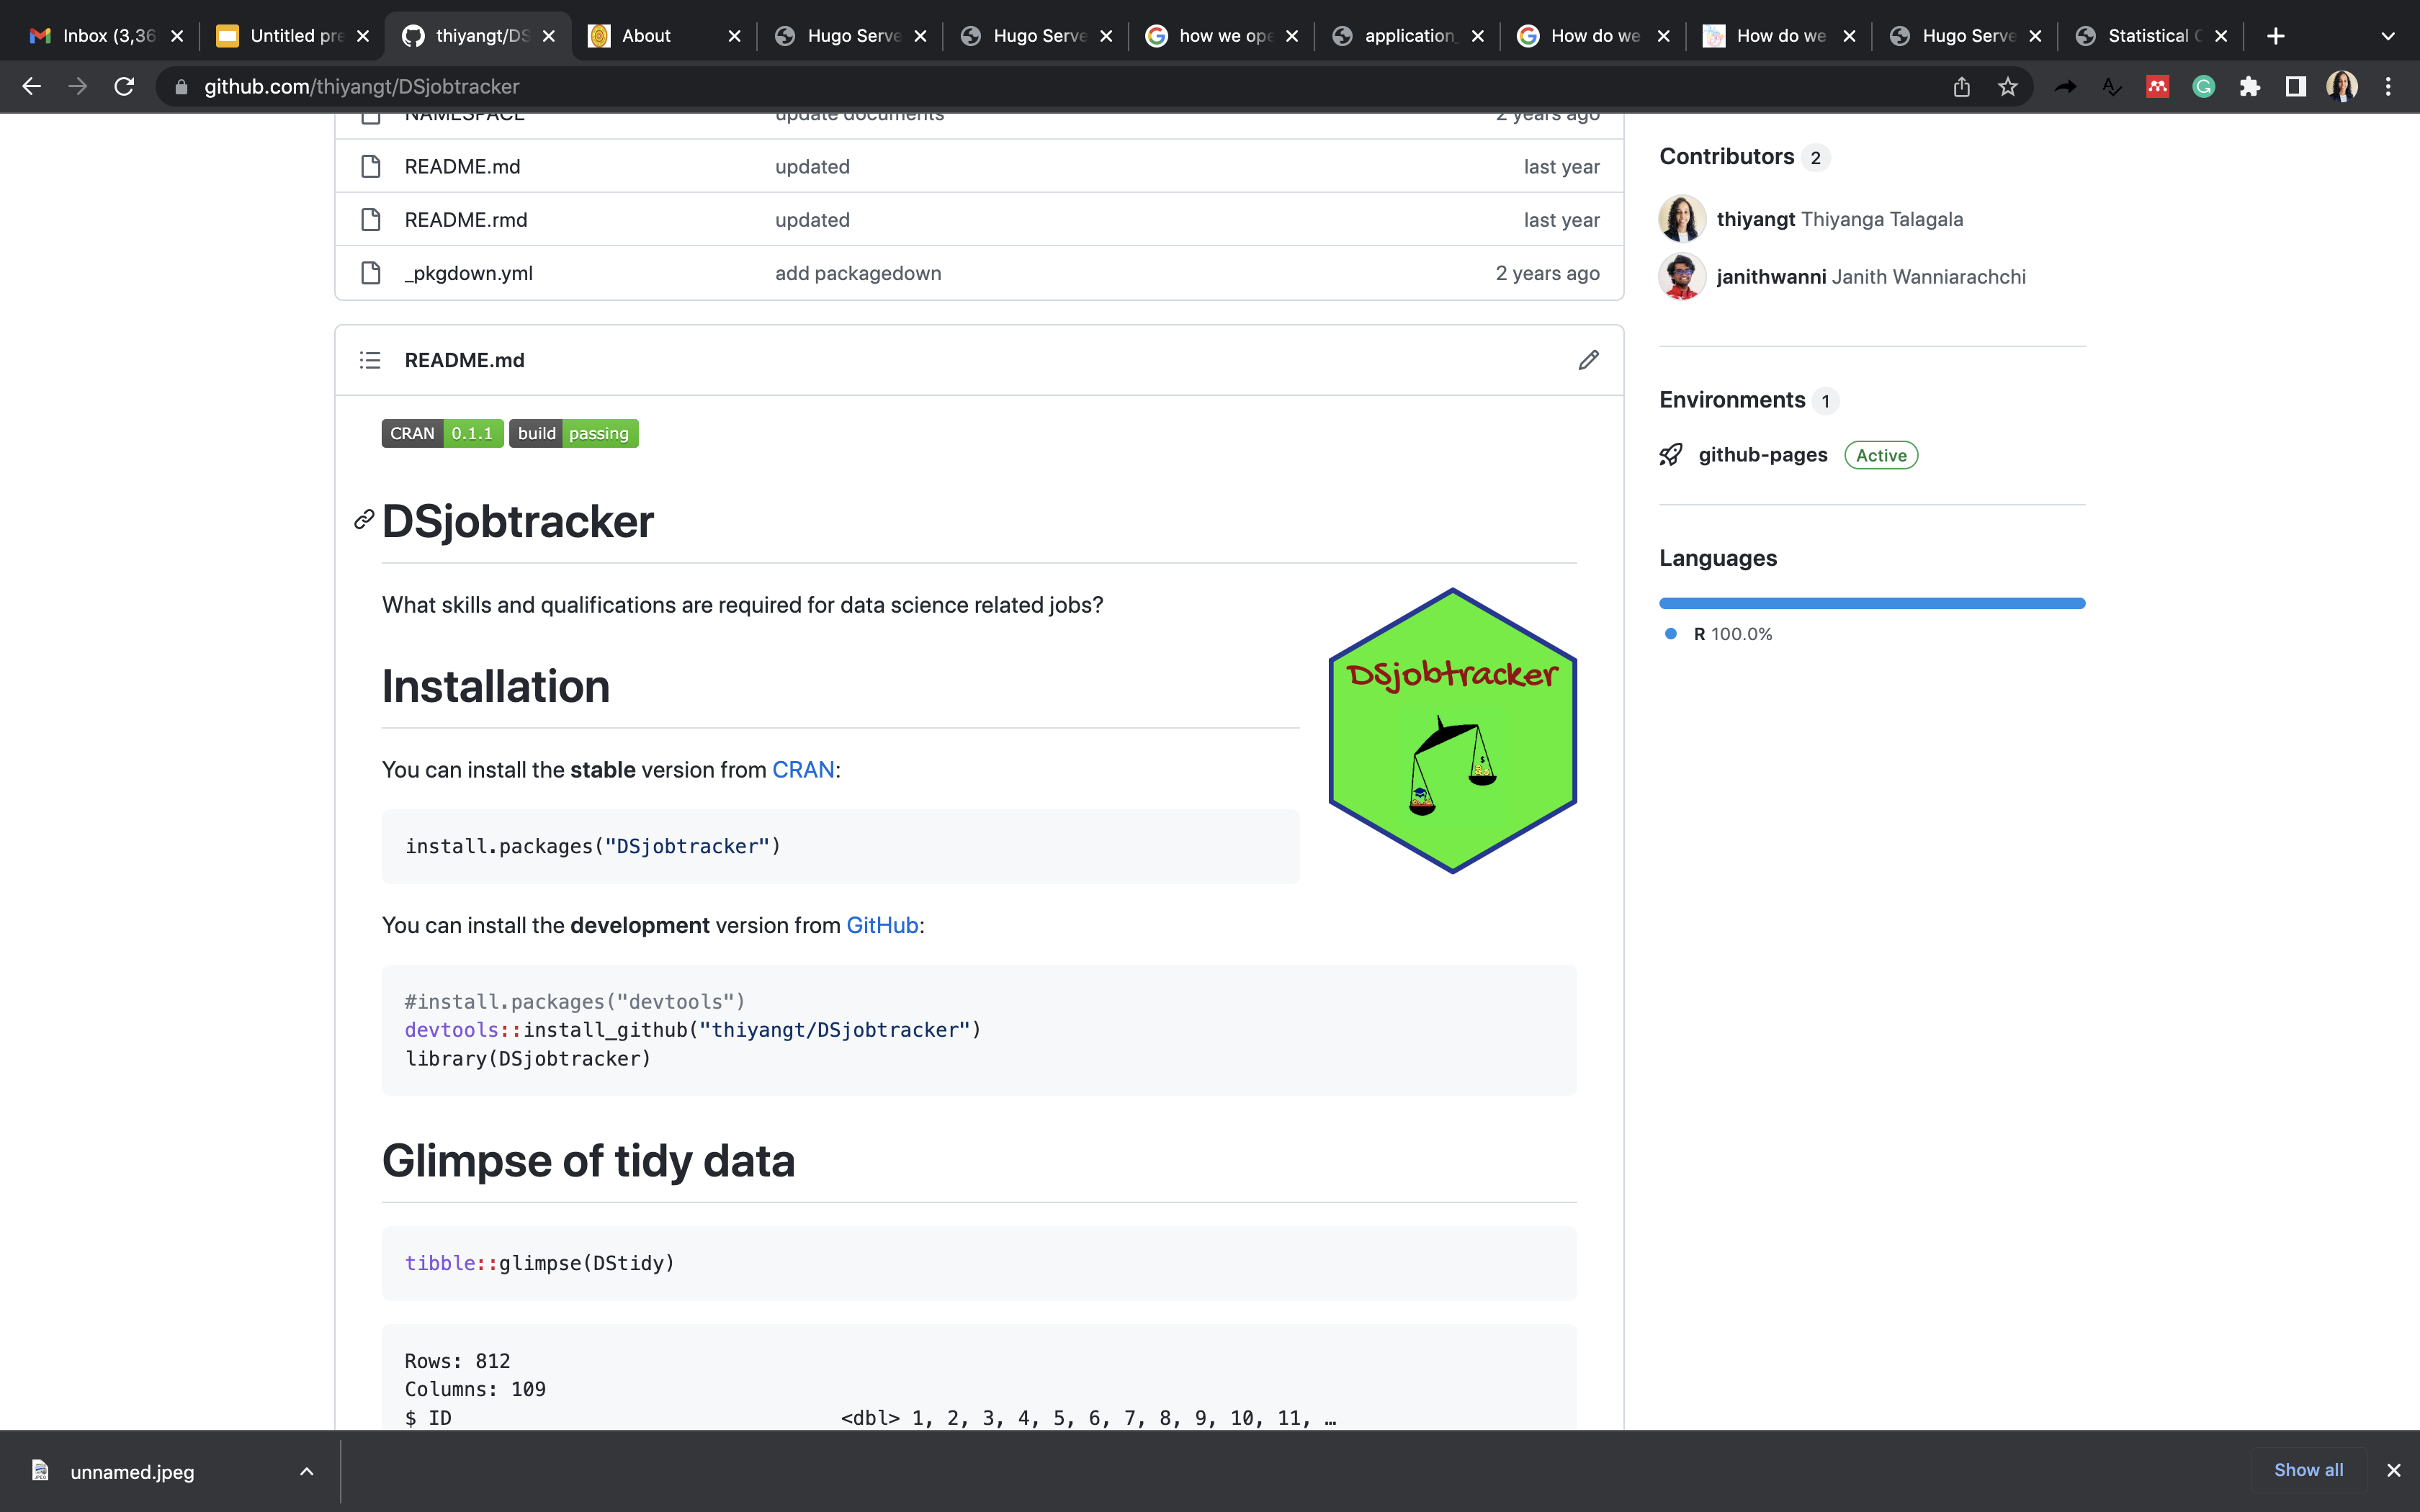 Inbox (3,36
Untitled pre
thiyangt/DS
About
Hugo Serve
Hugo Serve
how we ope
application_
How do we
How do we
Hugo Serve
Statistical C
github.com/thiyangt/DSjobtracker
NAMESPACE update documents 2 years ago
README.md updated last year
README.rmd updated last year
_pkgdown.yml add packagedown 2 years ago
README.md
CRAN 0.1.1 build passing
DSjobtracker
What skills and qualifications are required for data science related jobs?
DSjobtracker
$
Installation
You can install the stable version from CRAN:
install.packages("DSjobtracker")
You can install the development version from GitHub:
#install.packages("devtools")
devtools::install_github("thiyangt/DSjobtracker")
library(DSjobtracker)
Glimpse of tidy data
tibble::glimpse(DStidy)
Rows: 812
Columns: 109
$ ID <dbl> 1, 2, 3, 4, 5, 6, 7, 8, 9, 10, 11, …
Contributors 2
thiyangt Thiyanga Talagala
janithwanni Janith Wanniarachchi
Environments 1
github-pages Active
Languages
R 100.0%
unnamed.jpeg
Show all